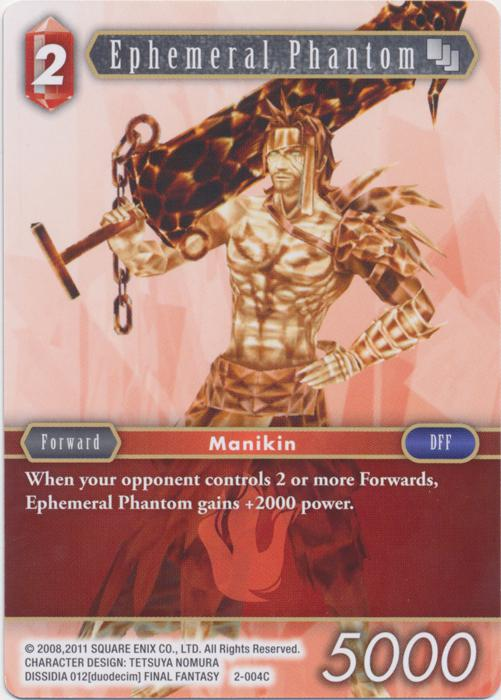 2
Ephemeral Phantom
Forward
Manikin
DFF
When your opponent controls 2 or more Forwards,
Ephemeral Phantom gains +2000 power.
© 2008,2011 SQUARE ENIX CO., LTD. All Rights Reserved.
CHARACTER DESIGN: TETSUYA NOMURA
DISSIDIA 012[duodecim] FINAL FANTASY 2-004C
5000